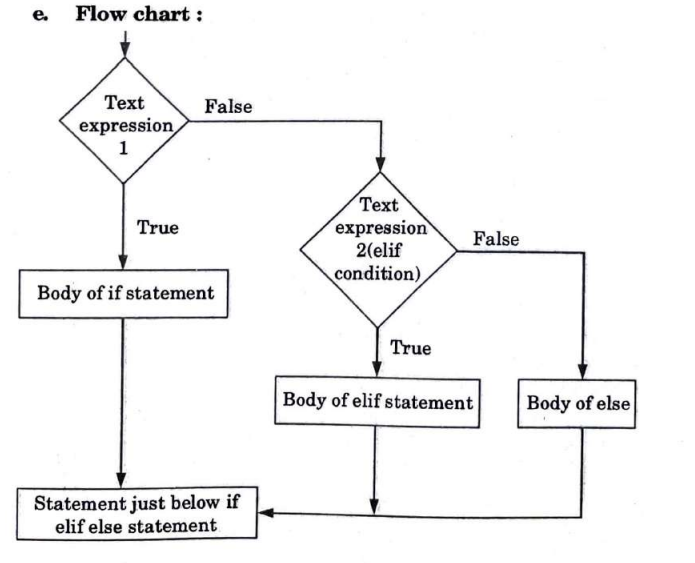 e. Flow chart :
Text
expression
1
False
True
Text
expression
2(elif
condition)
False
Body of if statement
True
Body of elif statement
Body of else
Statement just below if
elif else statement